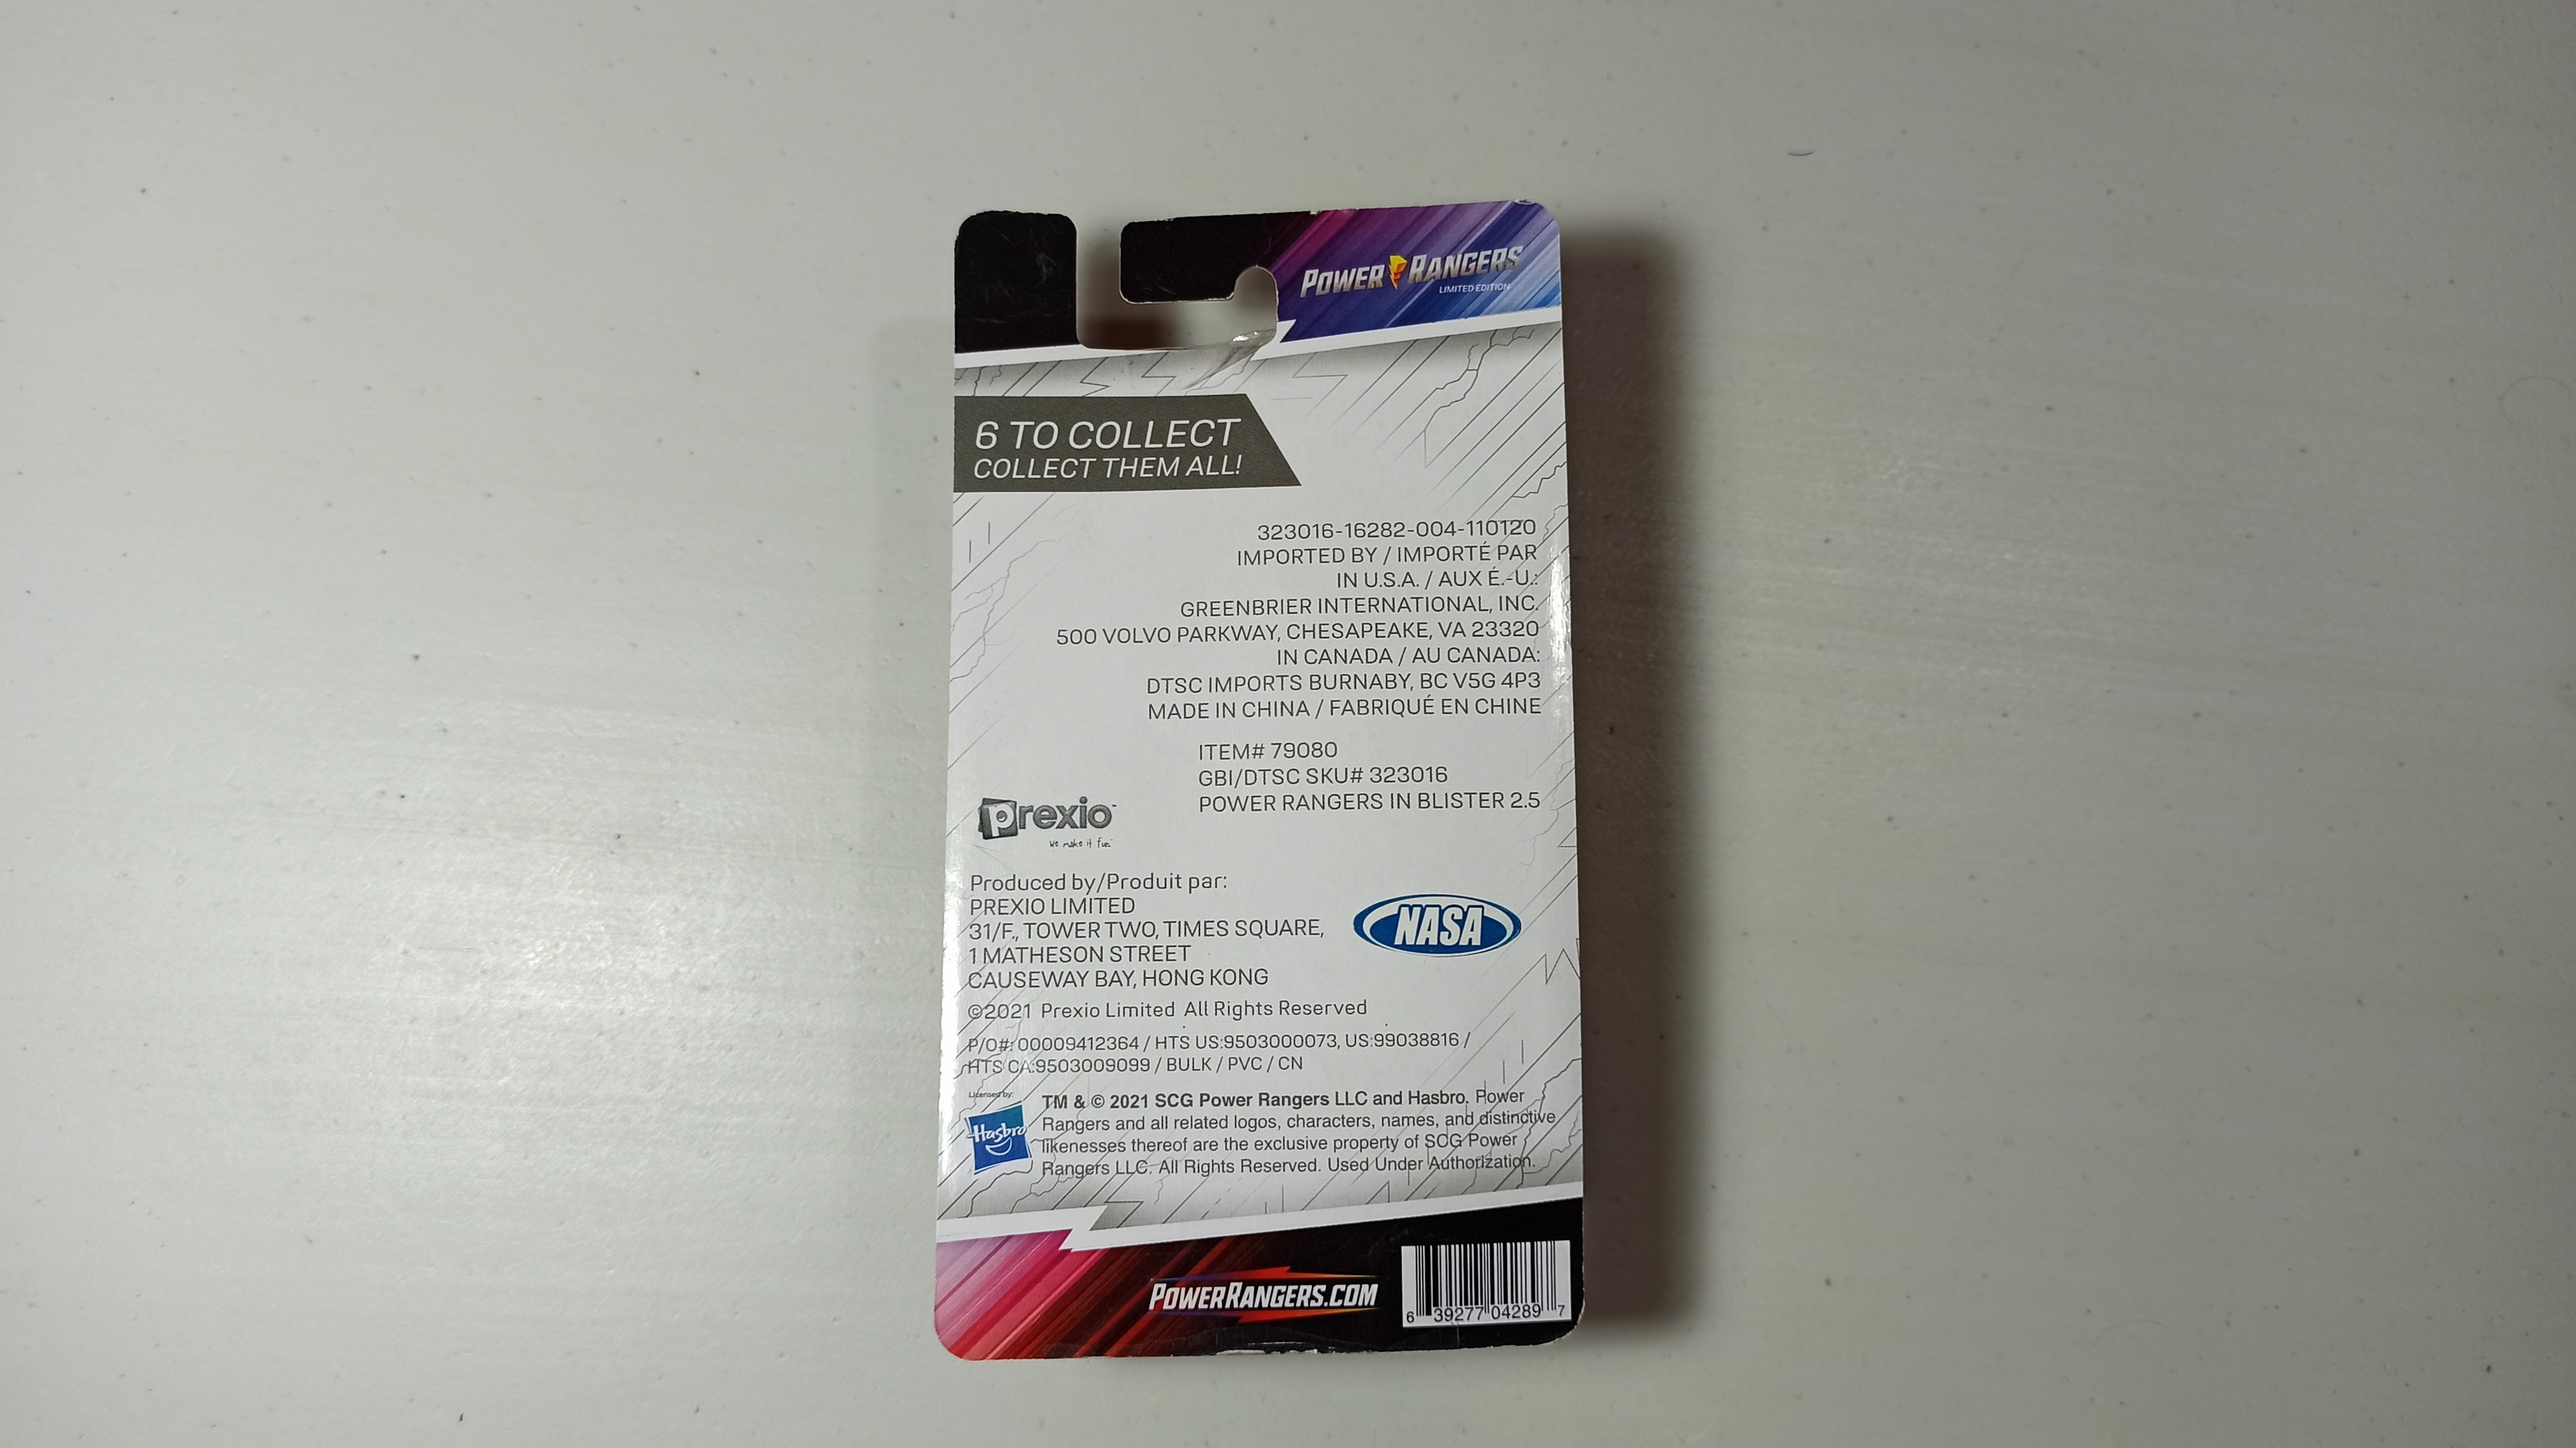 POWER RANGERS
LIMITED EDITION
6 TO COLLECT
COLLECT THEM ALL!
323016-16282-004-110120
IMPORTED BY / IMPORTÉ PAR
IN U.S.A. / AUX É.-U.:
GREENBRIER INTERNATIONAL, INC.
500 VOLVO PARKWAY, CHESAPEAKE, VA 23320
IN CANADA / AU CANADA:
DTSC IMPORTS BURNABY, BC V5G 4P3
MADE IN CHINA / FABRIQUÉ EN CHINE
ITEM# 79080
GBI/DTSC SKU# 323016
POWER RANGERS IN BLISTER 2.5
prexio™
We make it fun™
Produced by/Produit par:
PREXIO LIMITED
31/F., TOWER TWO, TIMES SQUARE,
1 MATHESON STREET
CAUSEWAY BAY, HONG KONG
NASA
©2021 Prexio Limited All Rights Reserved
P/O#: 00009412364 / HTS US:9503000073, US:99038816 /
HTS CA:9503009099 / BULK / PVC / CN
Licensed by:
Hasbro
TM & © 2021 SCG Power Rangers LLC and Hasbro. Power
Rangers and all related logos, characters, names, and distinctive
likenesses thereof are the exclusive property of SCG Power
Rangers LLC. All Rights Reserved. Used Under Authorization.
POWERRANGERS.COM
6 39277 04289 7